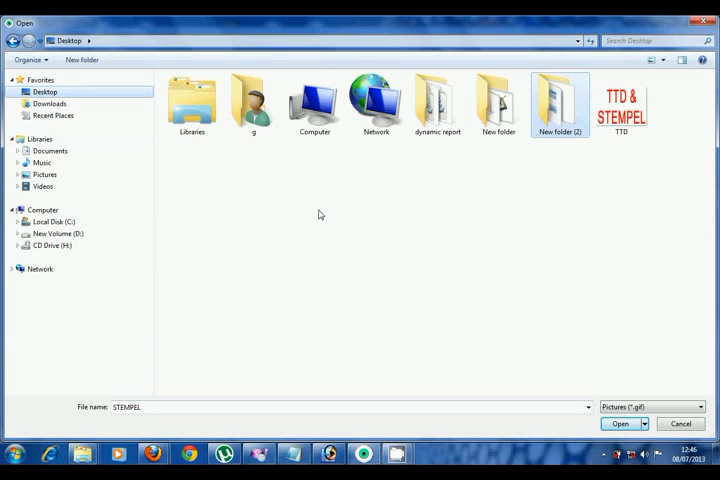 Open
Desktop
Search Desktop
Organize
New folder
Favorites
Desktop
Downloads
Recent Places
Libraries
Documents
Music
Pictures
Videos
Computer
Local Disk (C:)
New Volume (D:)
CD Drive (H:)
Network
TTD &
STEMPEL
Libraries
g
Computer
Network
dynamic report
New folder
New folder (2)
TTD
File name:
STEMPEL
Pictures (*.gif)
Open
Cancel
12:46
08/07/2013